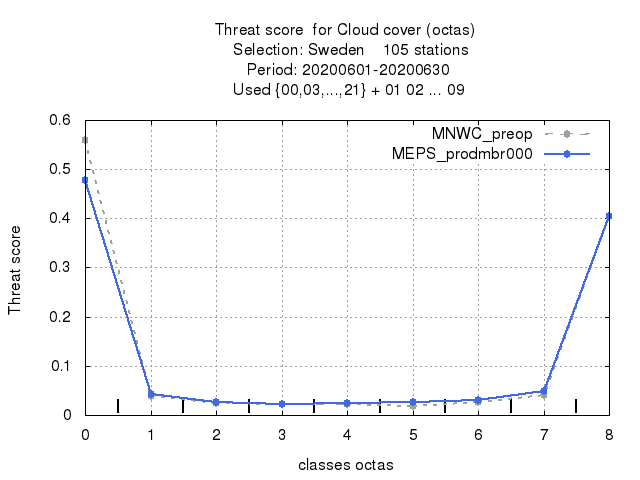 Threat score for Cloud cover (octas)
Selection: Sweden 105 stations
Period: 20200601-20200630
Used {00,03,...,21} + 01 02 ... 09
MNWC_preop
MEPS_prodmbr000
Threat score
0.6
0.5
0.4
0.3
0.2
0.1
0
0 1 2 3 4 5 6 7 8
classes octas